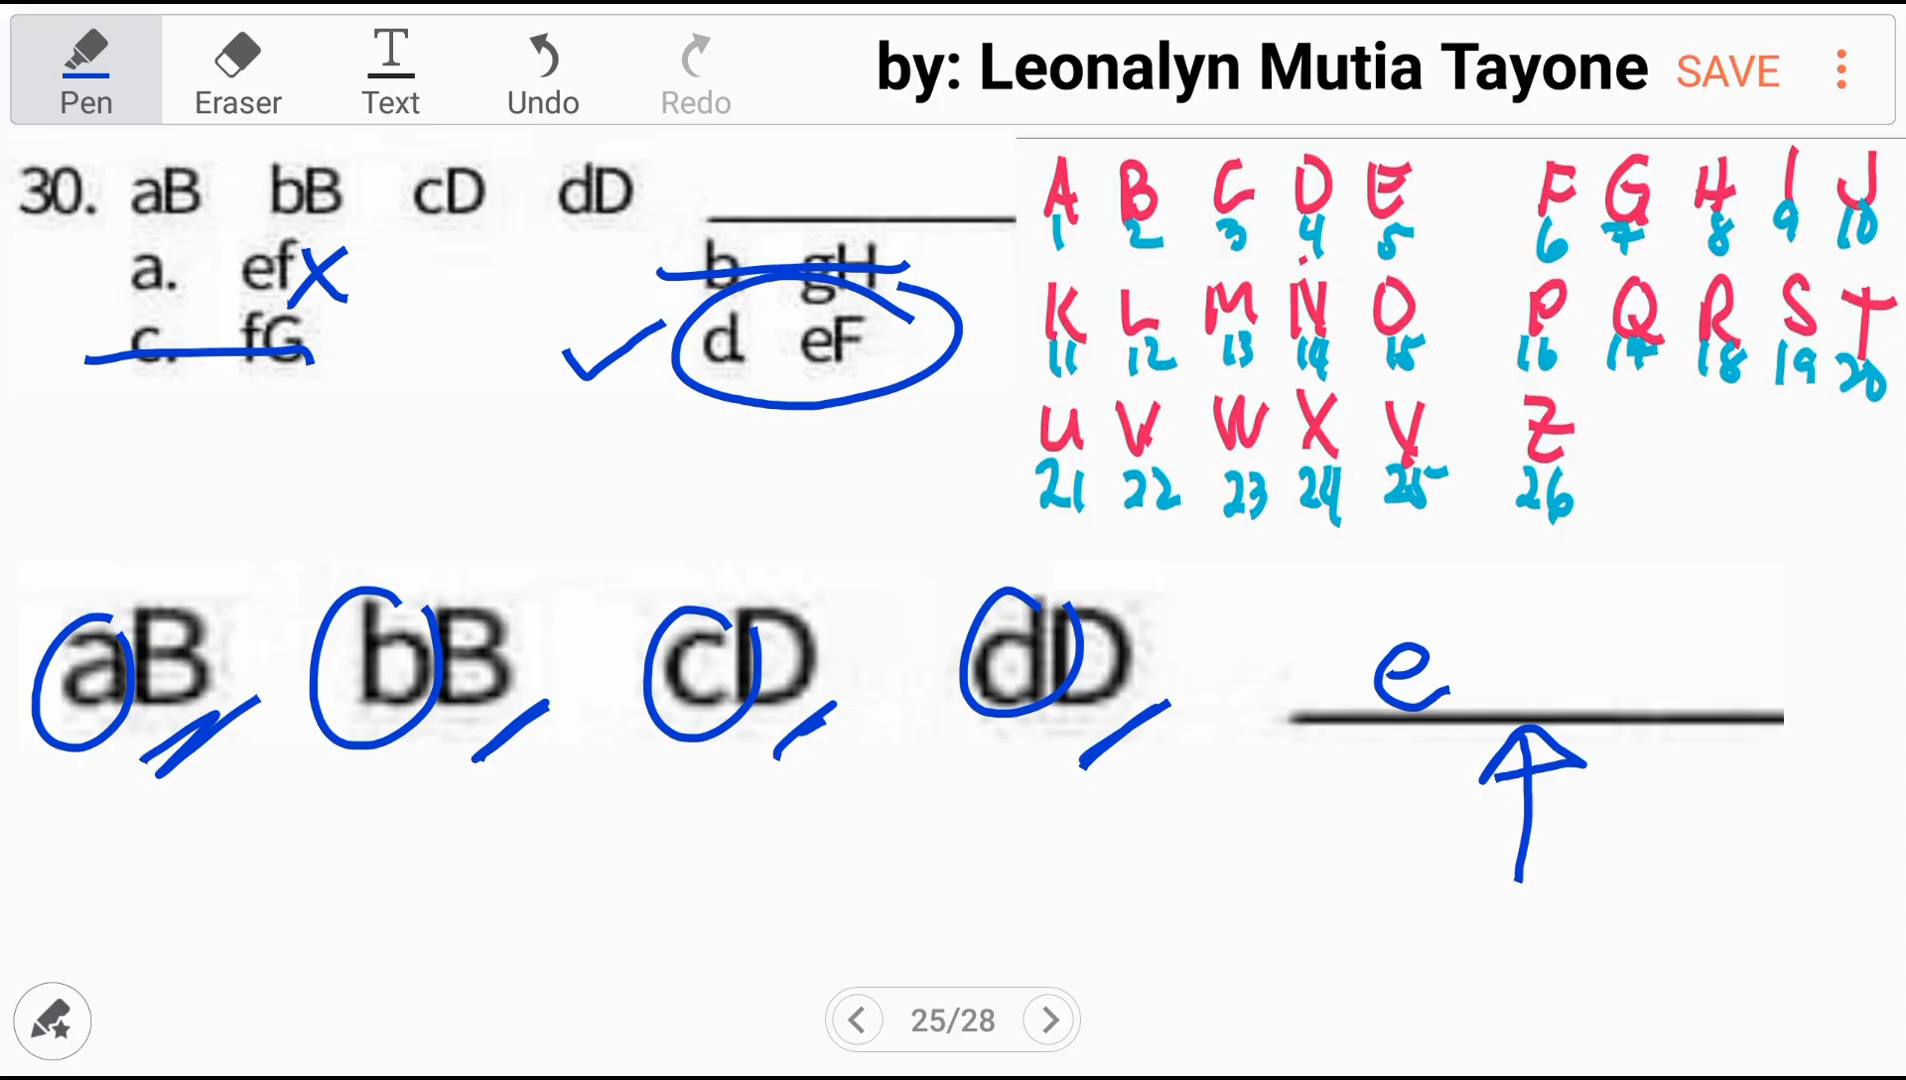 Pen Eraser Text Undo Redo by: Leonalyn Mutia Tayone SAVE
30. aB bB cD dD
a. ef b gH
c. fG d. eF
A B C D E F G H I J
1 2 3 4 5 6 7 8 9 10
K L M N O P Q R S T
11 12 13 14 15 16 17 18 19 20
U V W X Y Z
21 22 23 24 25 26
aB bB cD dD e
25/28